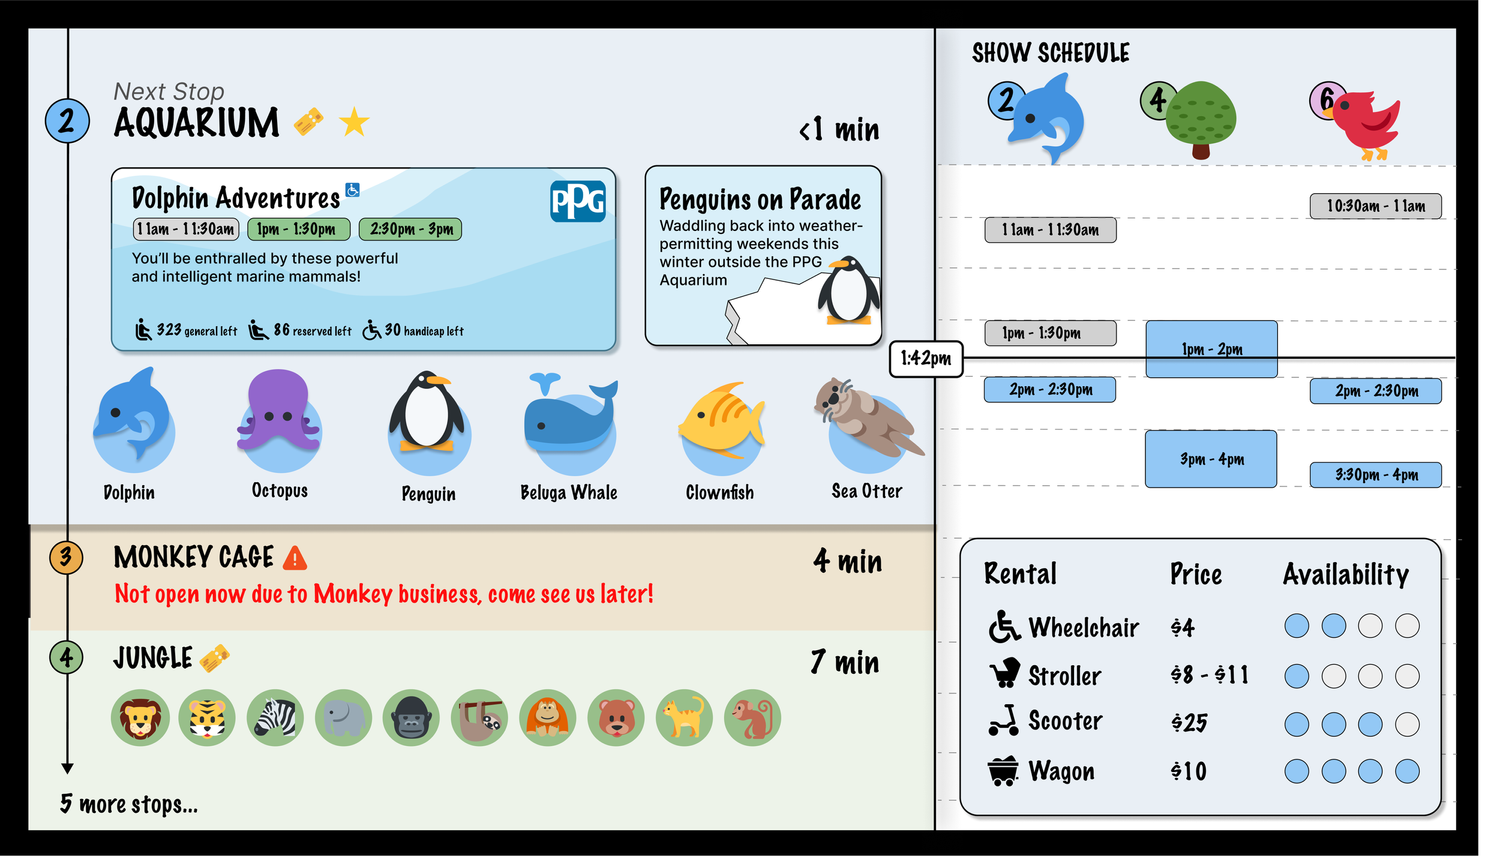 Next Stop
2
AQUARIUM
<1 min
Dolphin Adventures
PPG
11am - 11:30am
1pm - 1:30pm
2:30pm - 3pm
You'll be enthralled by these powerful
and intelligent marine mammals!
323 general left
86 reserved left
30 handicap left
Penguins on Parade
Waddling back into weather-
permitting weekends this
winter outside the PPG
Aquarium
Dolphin
Octopus
Penguin
Beluga Whale
Clownfish
Sea Otter
3
MONKEY CAGE
4 min
Not open now due to Monkey business, come see us later!
4
JUNGLE
7 min
5 more stops...
SHOW SCHEDULE
2
4
6
10:30am - 11am
11am - 11:30am
1pm - 1:30pm
1pm - 2pm
1:42pm
2pm - 2:30pm
2pm - 2:30pm
3pm - 4pm
3:30pm - 4pm
Rental
Price
Availability
Wheelchair
$4
Stroller
$8 - $11
Scooter
$25
Wagon
$10